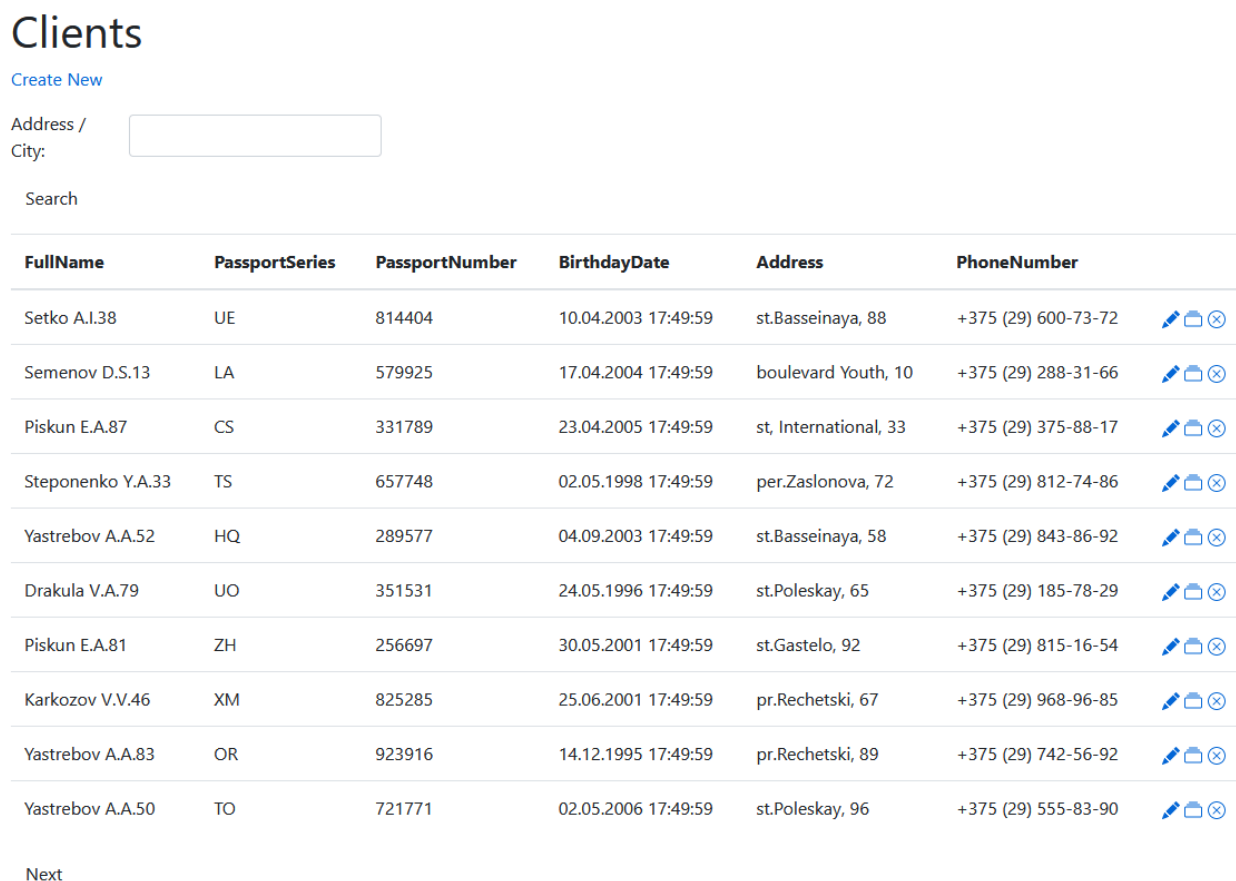 Clients
Create New
Address /
City:
Search
FullName PassportSeries PassportNumber BirthdayDate Address PhoneNumber
Setko A.I.38 UE 814404 10.04.2003 17:49:59 st.Basseinaya, 88 +375 (29) 600-73-72
Semenov D.S.13 LA 579925 17.04.2004 17:49:59 boulevard Youth, 10 +375 (29) 288-31-66
Piskun E.A.87 CS 331789 23.04.2005 17:49:59 st, International, 33 +375 (29) 375-88-17
Steponenko Y.A.33 TS 657748 02.05.1998 17:49:59 per.Zaslonova, 72 +375 (29) 812-74-86
Yastrebov A.A.52 HQ 289577 04.09.2003 17:49:59 st.Basseinaya, 58 +375 (29) 843-86-92
Drakula V.A.79 UO 351531 24.05.1996 17:49:59 st.Poleskay, 65 +375 (29) 185-78-29
Piskun E.A.81 ZH 256697 30.05.2001 17:49:59 st.Gastelo, 92 +375 (29) 815-16-54
Karkozov V.V.46 XM 825285 25.06.2001 17:49:59 pr.Rechetski, 67 +375 (29) 968-96-85
Yastrebov A.A.83 OR 923916 14.12.1995 17:49:59 pr.Rechetski, 89 +375 (29) 742-56-92
Yastrebov A.A.50 TO 721771 02.05.2006 17:49:59 st.Poleskay, 96 +375 (29) 555-83-90
Next